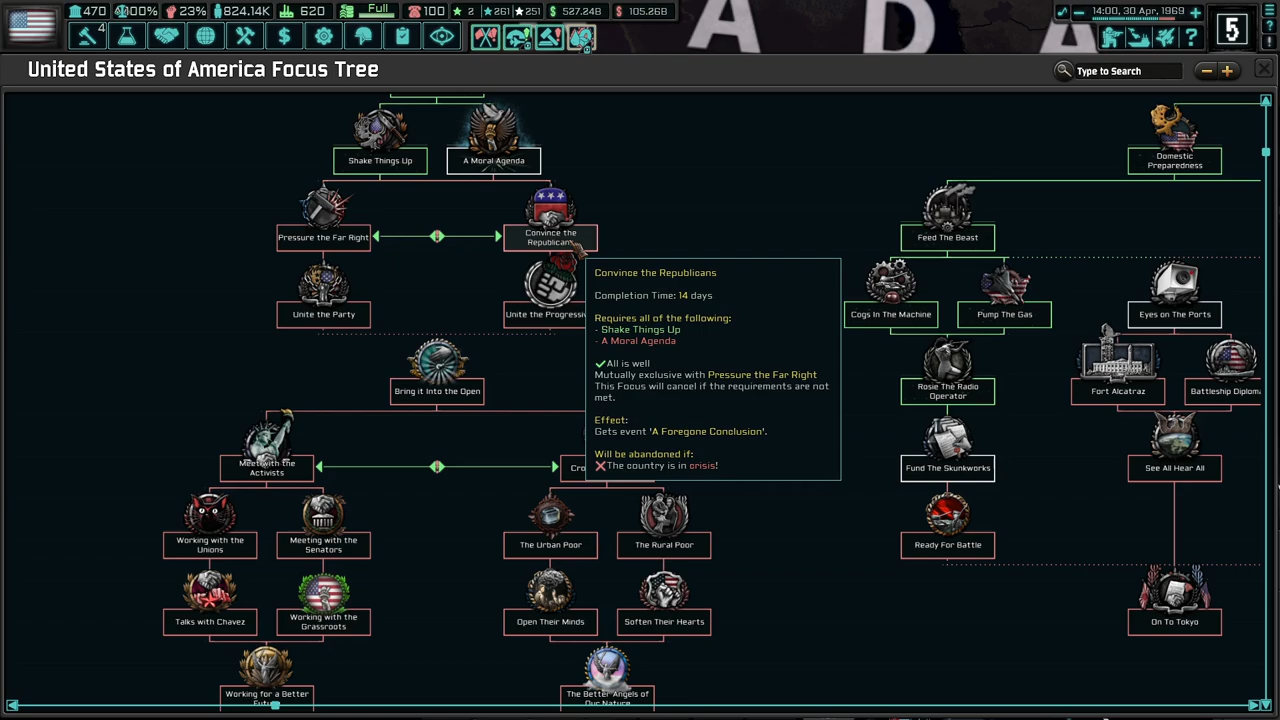 470 400% 23% 824.14K 620 Full 100 2 261 251 527.24B 105.26B 14:00, 30 Apr, 1969
4 5
A D A
United States of America Focus Tree
Type to Search
Shake Things Up
A Moral Agenda
Domestic
Preparedness
Pressure the Far Right
Convince the
Republicans
Feed The Beast
Convince the Republicans
Completion Time: 14 days
Requires all of the following:
- Shake Things Up
- A Moral Agenda
All is well
Mutually exclusive with Pressure the Far Right
This Focus will cancel if the requirements are not
met.
Effect:
Gets event 'A Foregone Conclusion'.
Will be abandoned if:
The country is in crisis!
Unite the Party
Unite the Progressiv
Cogs In The Machine
Pump The Gas
Eyes on The Ports
Bring it Into the Open
Rosie The Radio
Operator
Fort Alcatraz
Battleship Diploma
Meet with the
Activists
Cro
Fund The Skunkworks
See All Hear All
Working with the
Unions
Meeting with the
Senators
The Urban Poor
The Rural Poor
Ready For Battle
Talks with Chavez
Working with the
Grassroots
Open Their Minds
Soften Their Hearts
On To Tokyo
Working for a Better
Future
The Better Angels of
Our Nature